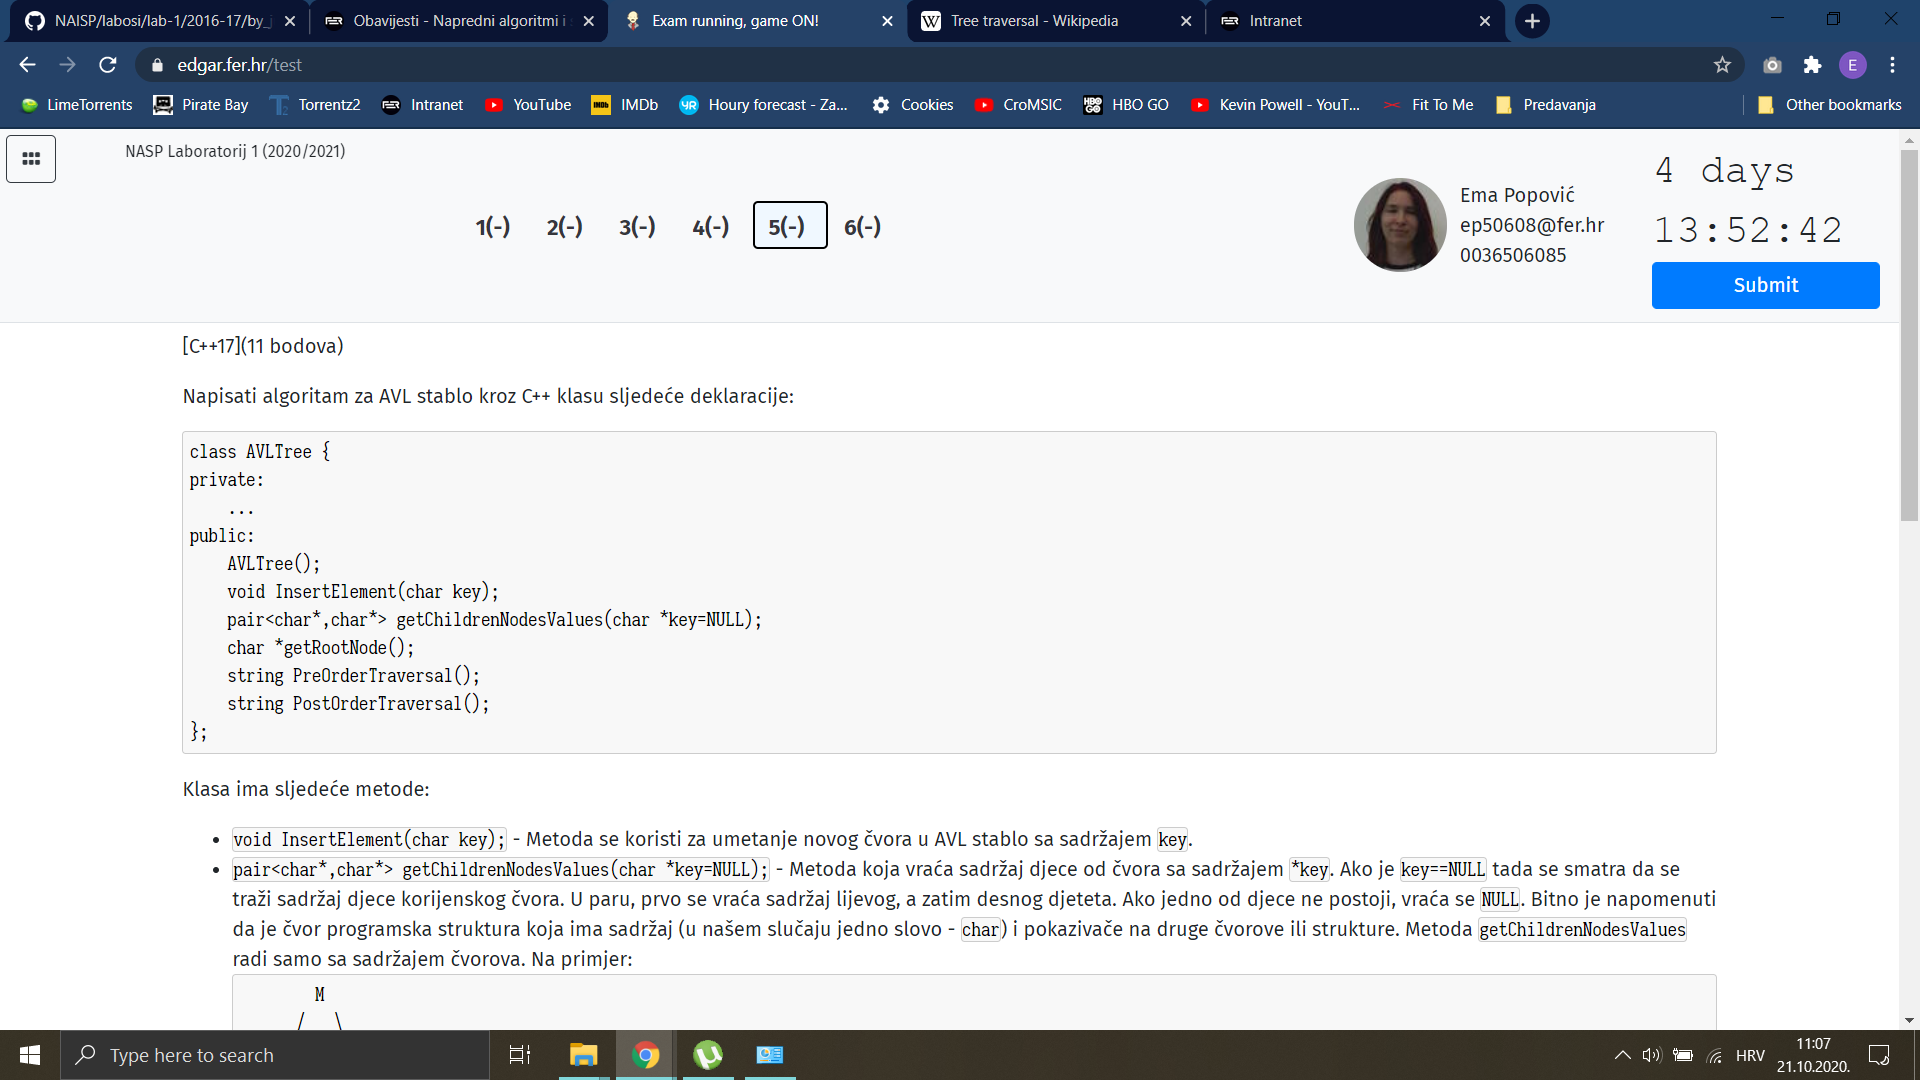 NAISP/labosi/lab-1/2016-17/by_
Obavijesti - Napredni algoritmi i
Exam running, game ON!
W Tree traversal - Wikipedia
Intranet
edgar.fer.hr/test
E
LimeTorrents
Pirate Bay
Torrentz2
Intranet
YouTube
IMDb
Houry forecast - Za...
Cookies
CroMSIC
HBO GO
Kevin Powell - YouT...
Fit To Me
Predavanja
Other bookmarks
NASP Laboratorij 1 (2020/2021)
1(-) 2(-) 3(-) 4(-) 5(-) 6(-)
Ema Popović
ep50608@fer.hr
0036506085
4 days
13:52:42
Submit
[C++17](11 bodova)
Napisati algoritam za AVL stablo kroz C++ klasu sljedeće deklaracije:
class AVLTree {
private:
...
public:
AVLTree();
void InsertElement(char key);
pair<char*,char*> getChildrenNodesValues(char *key=NULL);
char *getRootNode();
string PreOrderTraversal();
string PostOrderTraversal();
};
Klasa ima sljedeće metode:
• void InsertElement(char key); - Metoda se koristi za umetanje novog čvora u AVL stablo sa sadržajem key.
• pair<char*,char*> getChildrenNodesValues(char *key=NULL); - Metoda koja vraća sadržaj djece od čvora sa sadržajem *key. Ako je key==NULL tada se smatra da se
traži sadržaj djece korijenskog čvora. U paru, prvo se vraća sadržaj lijevog, a zatim desnog djeteta. Ako jedno od djece ne postoji, vraća se NULL. Bitno je napomenuti
da je čvor programska struktura koja ima sadržaj (u našem slučaju jedno slovo - char) i pokazivače na druge čvorove ili strukture. Metoda getChildrenNodesValues
radi samo sa sadržajem čvorova. Na primjer:
M
/ \
Type here to search
HRV
11:07
21.10.2020.